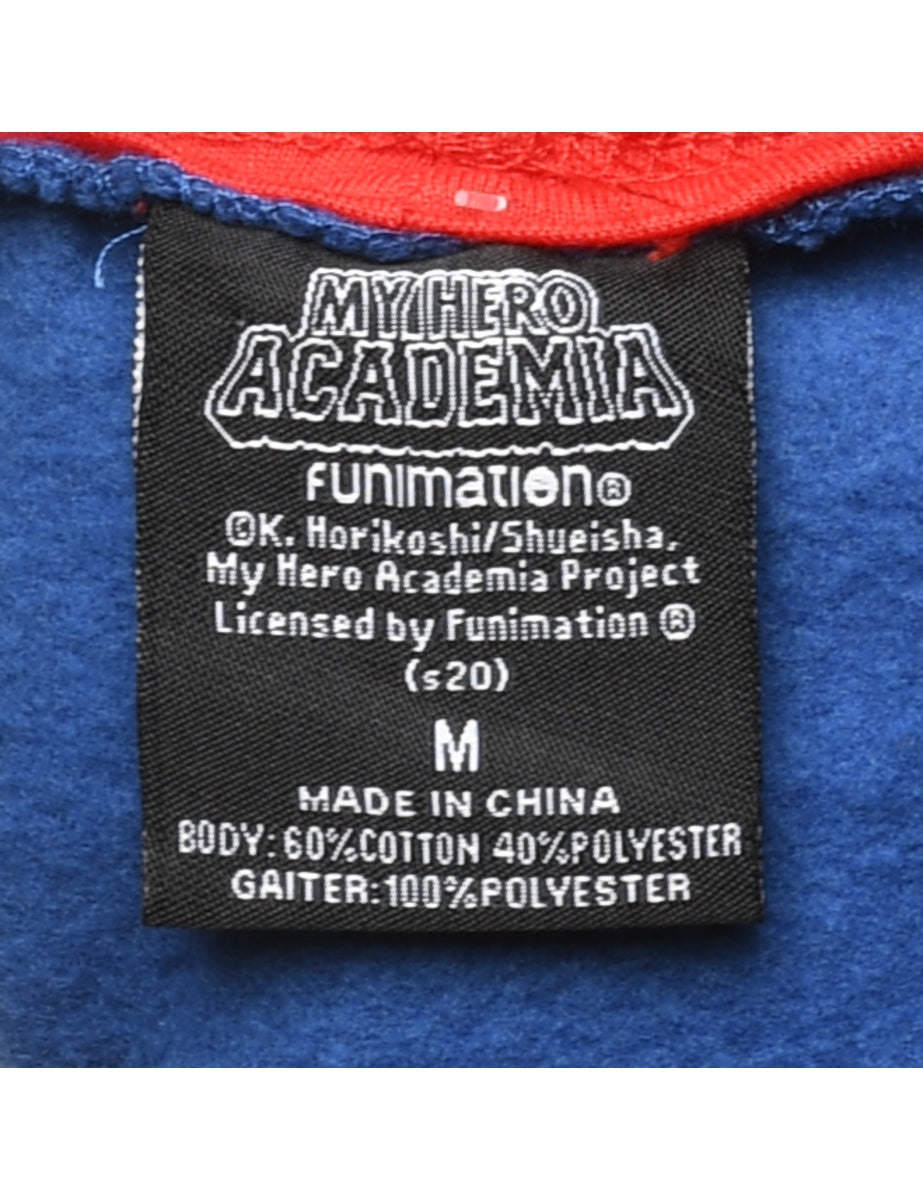 MY HERO
ACADEMIA
FUNimation®
©K. Horikoshi/Shueisha,
My Hero Academia Project
Licensed by Funimation ®
(s20)
M
MADE IN CHINA
BODY:60%COTTON 40%POLYESTER
GAITER:100%POLYESTER